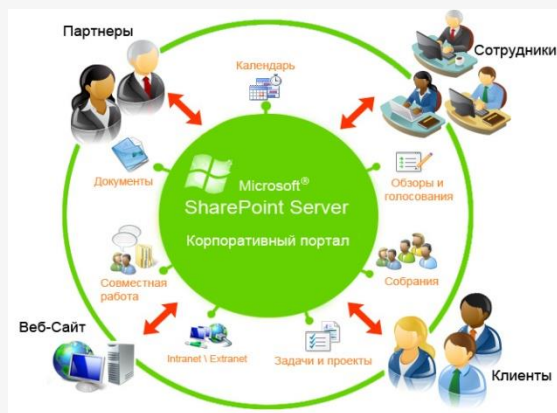 Партнеры
Сотрудники
Календарь
Документы
Обзоры и
голосования
Microsoft®
SharePoint Server
Корпоративный портал
Совместная
работа
Собрания
Веб-Сайт
Intranet \ Extranet
Задачи и проекты
Клиенты